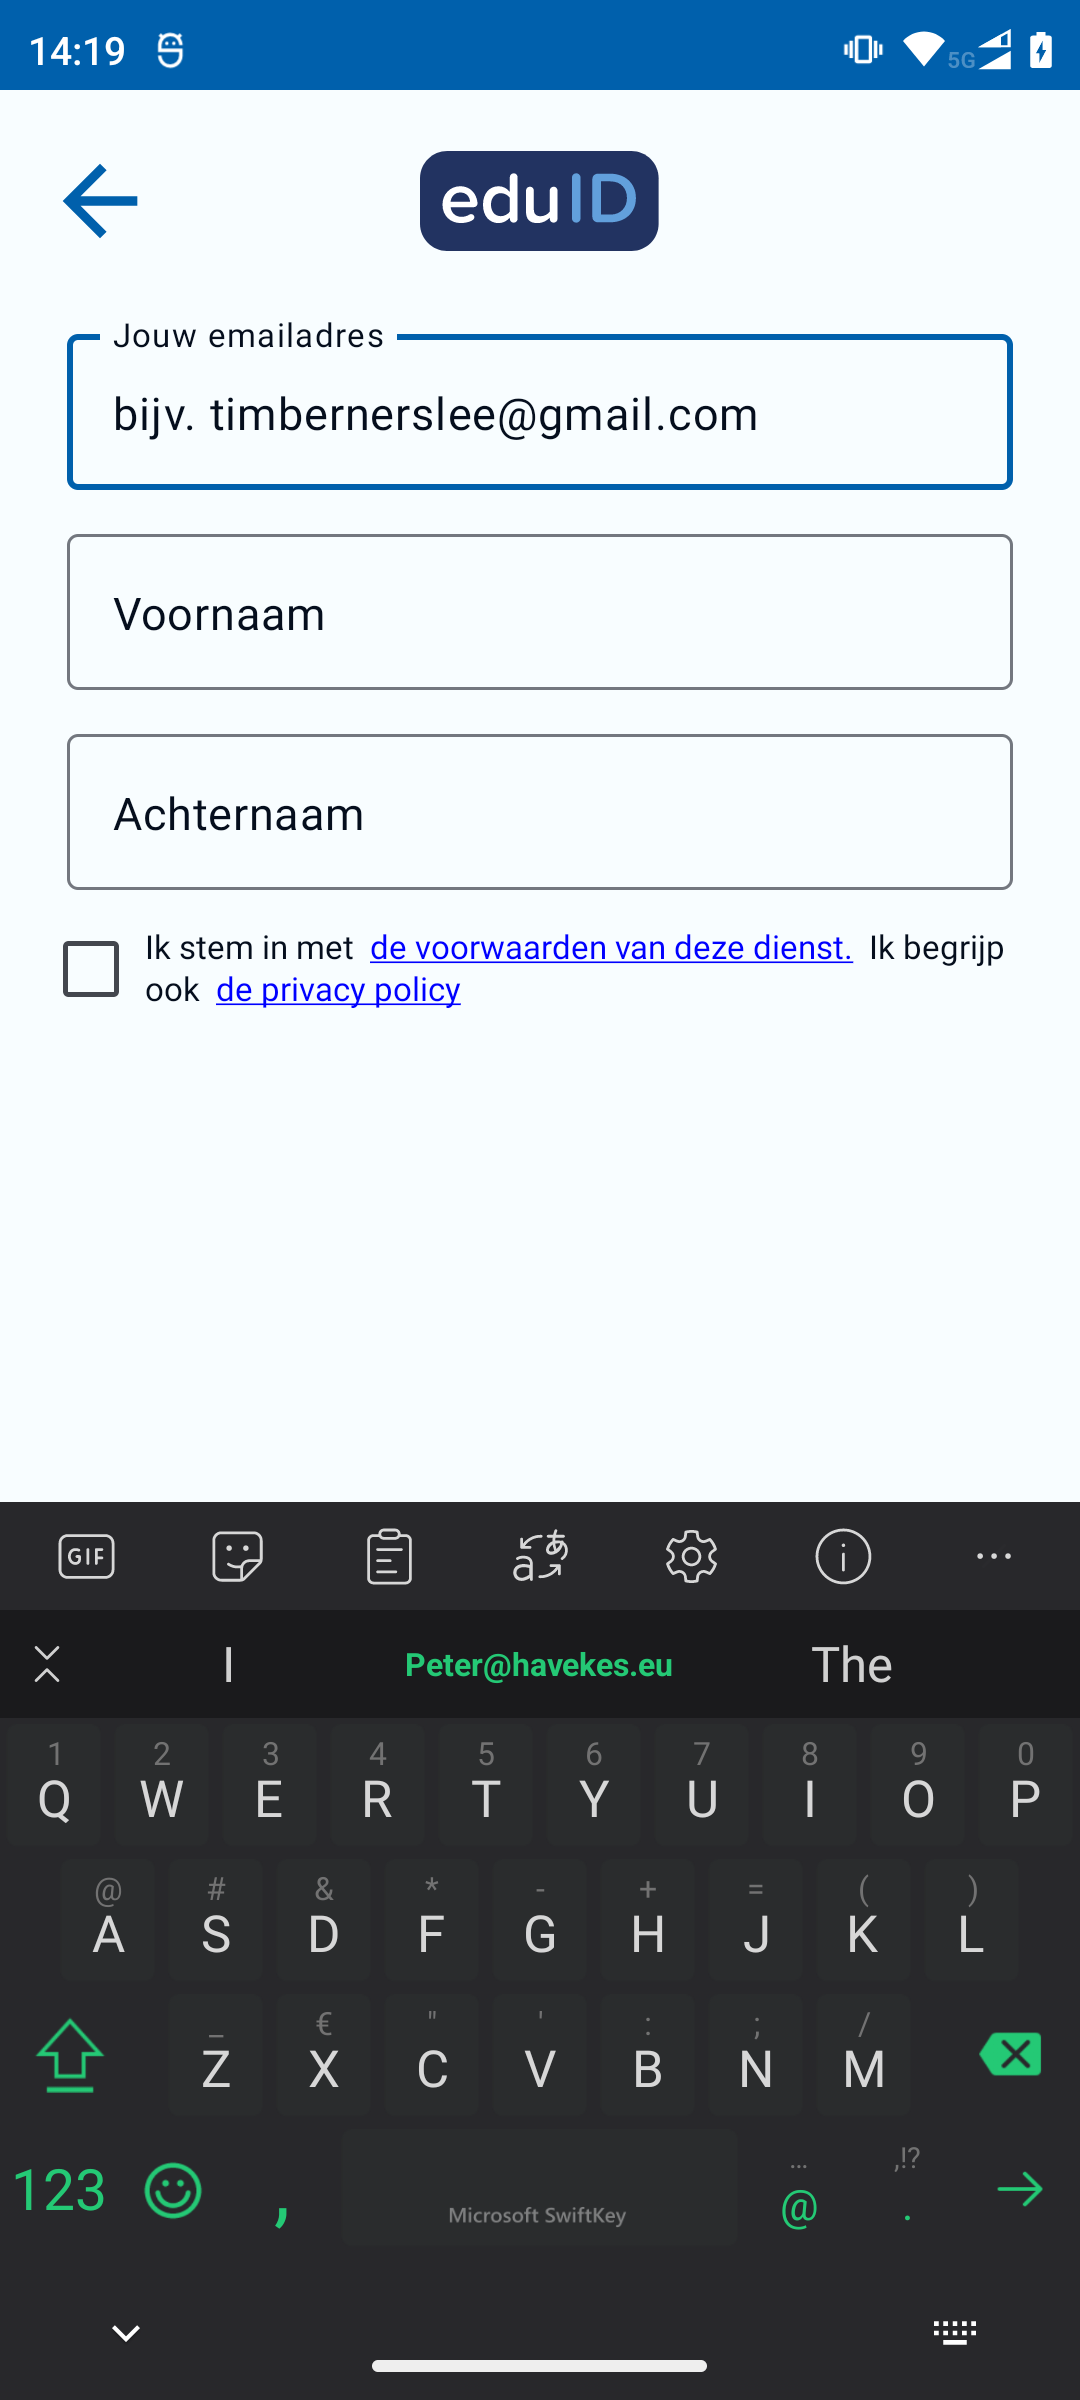 14:19
5G
eduID
Jouw emailadres
bijv. timbernerslee@gmail.com
Voornaam
Achternaam
Ik stem in met de voorwaarden van deze dienst. Ik begrijp
ook de privacy policy
GIF
a あ
I Peter@havekes.eu The
1 2 3 4 5 6 7 8 9 0
Q W E R T Y U I O P
@ # & * - + = ( )
A S D F G H J K L
_ € " ' : ; /
Z X C V B N M
... ,!?
123 , Microsoft SwiftKey @ .